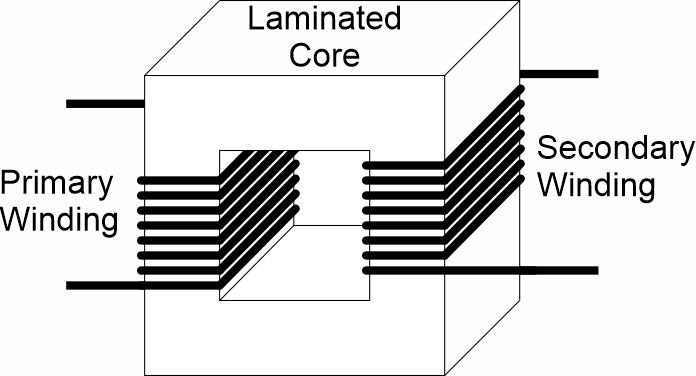 Laminated
Core
Primary
Winding
Secondary
Winding